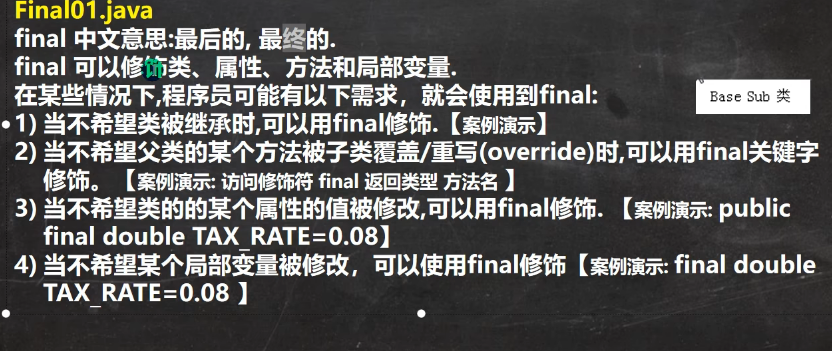 Final01.java
final 中文意思:最后的, 最终的.
final 可以修饰类、属性、方法和局部变量.
在某些情况下,程序员可能有以下需求，就会使用到final:
Base Sub 类
1) 当不希望类被继承时,可以用final修饰.【案例演示】
2) 当不希望父类的某个方法被子类覆盖/重写(override)时,可以用final关键字
修饰。【案例演示: 访问修饰符 final 返回类型 方法名 】
3) 当不希望类的的某个属性的值被修改,可以用final修饰. 【案例演示: public
final double TAX_RATE=0.08】
4) 当不希望某个局部变量被修改，可以使用final修饰【案例演示: final double
TAX_RATE=0.08 】